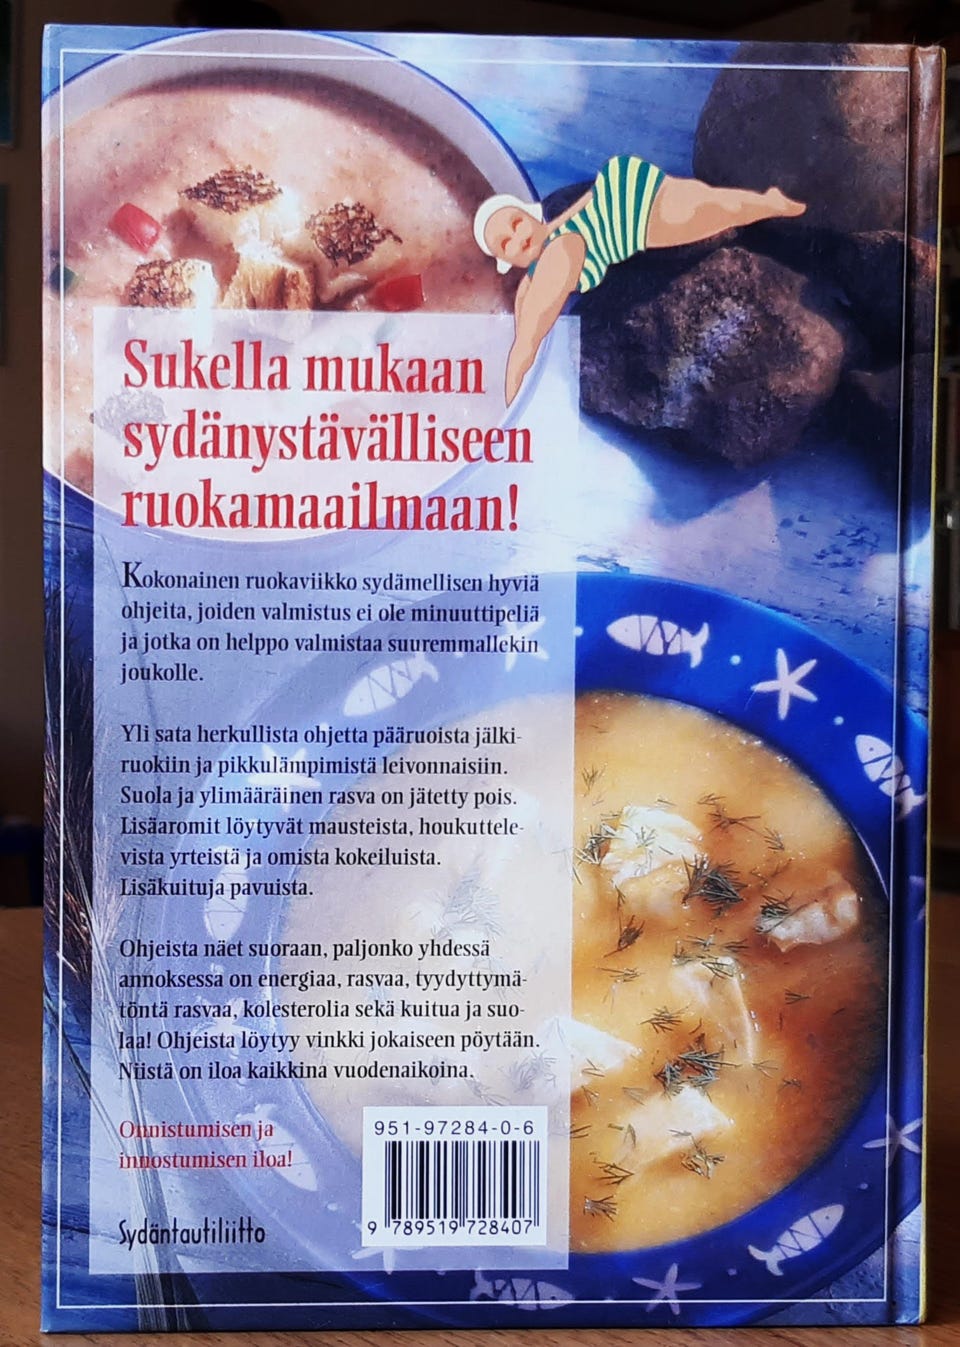 Sukella mukaan
sydänystävälliseen
ruokamaailmaan!
Kokonainen ruokaviikko sydämellisen hyviä
ohjeita, joiden valmistus ei ole minuuttipeliä
ja jotka on helppo valmistaa suuremmallekin
joukolle.
Yli sata herkullista ohjetta pääruoista jälki-
ruokiin ja pikkulämpimistä leivonnaisiin.
Suola ja ylimääräinen rasva on jätetty pois.
Lisäaromit löytyvät mausteista, houkuttele-
vista yrteistä ja omista kokeiluista.
Lisäkuituja pavuista.
Ohjeista näet suoraan, paljonko yhdessä
annoksessa on energiaa, rasvaa, tyydyttymä-
töntä rasvaa, kolesterolia sekä kuitua ja suo-
laa! Ohjeista löytyy vinkki jokaiseen pöytään.
Niistä on iloa kaikkina vuodenaikoina.
Onnistumisen ja
innostumisen iloa!
Sydäntautiliitto
951-97284-0-6
9 789519 728407